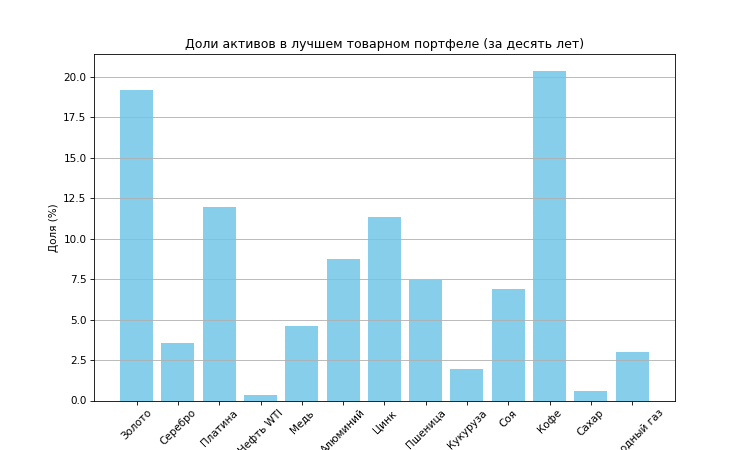 Доли активов в лучшем товарном портфеле (за десять лет)
Доля (%)
20.0
17.5
15.0
12.5
10.0
7.5
5.0
2.5
0.0
Золото
Серебро
Платина
Нефть WTI
Медь
Алюминий
Цинк
Пшеница
Кукуруза
Соя
Кофе
Сахар
газ